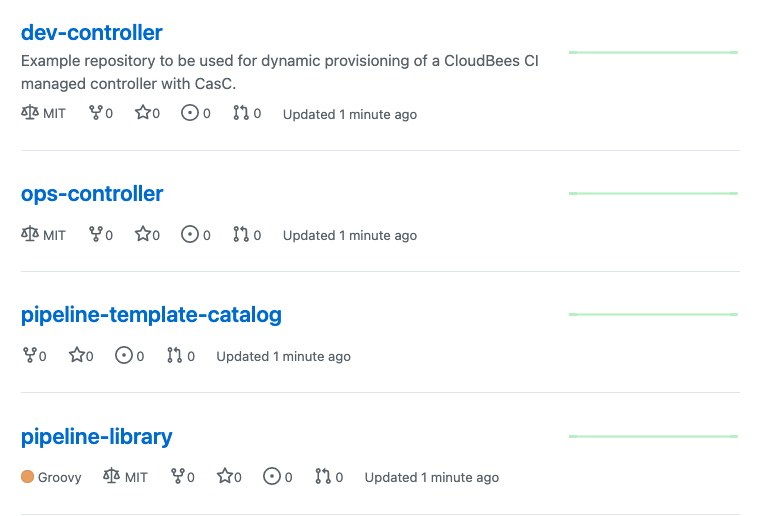 dev-controller
Example repository to be used for dynamic provisioning of a CloudBees CI
managed controller with CasC.
MIT 0 0 0 0 Updated 1 minute ago
ops-controller
MIT 0 0 0 0 Updated 1 minute ago
pipeline-template-catalog
0 0 0 0 Updated 1 minute ago
pipeline-library
Groovy MIT 0 0 0 0 Updated 1 minute ago